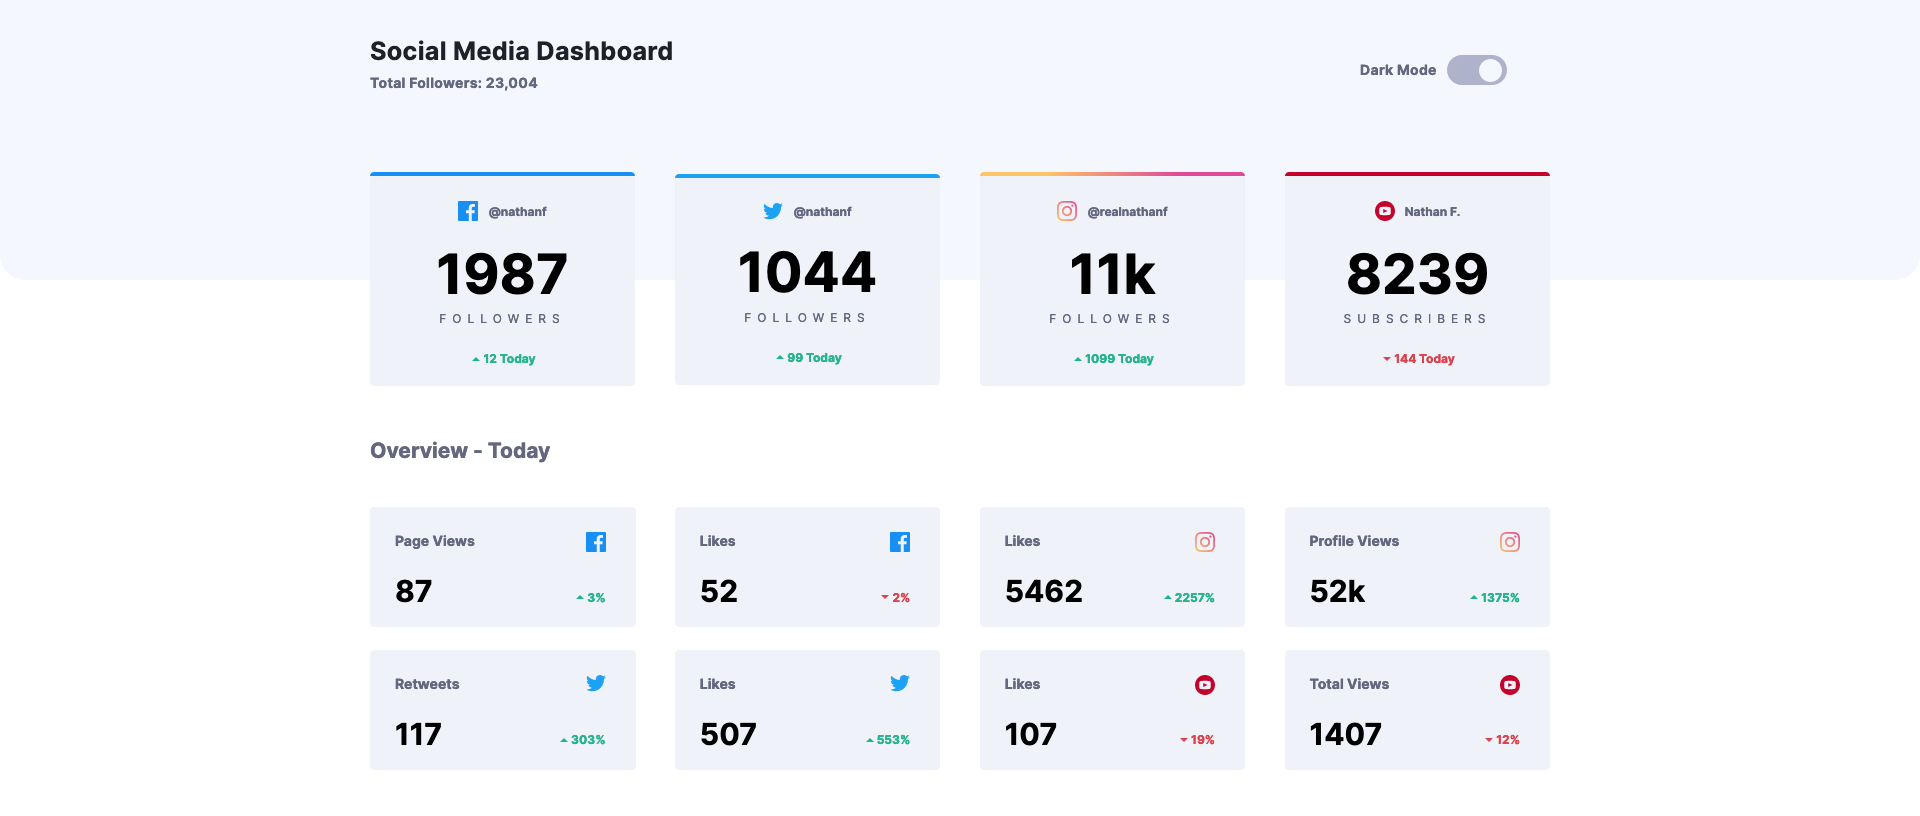 Social Media Dashboard
Total Followers: 23,004
Dark Mode
@nathanf
1987
FOLLOWERS
12 Today
@nathanf
1044
FOLLOWERS
99 Today
@realnathanf
11k
FOLLOWERS
1099 Today
Nathan F.
8239
SUBSCRIBERS
144 Today
Overview - Today
Page Views
87
3%
Likes
52
2%
Likes
5462
2257%
Profile Views
52k
1375%
Retweets
117
303%
Likes
507
553%
Likes
107
19%
Total Views
1407
12%